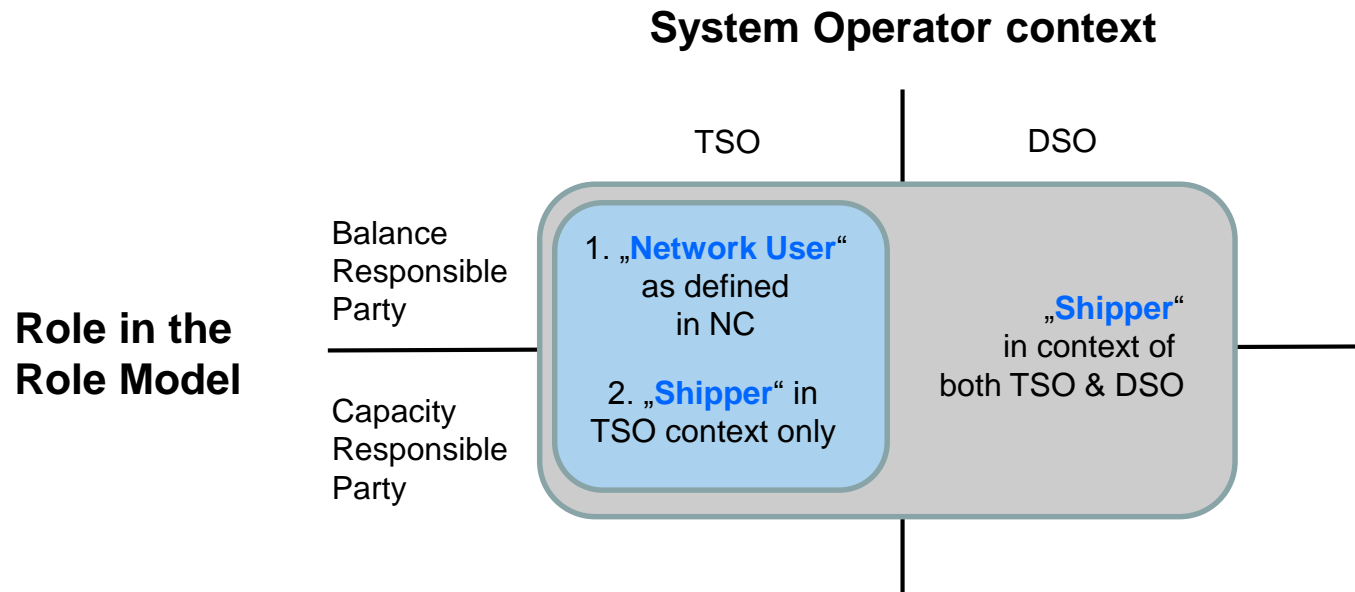 System Operator context
TSO
DSO
Balance
Responsible
Party
1. „Network User“
as defined
in NC
„Shipper“
in context of
both TSO & DSO
Role in the
Role Model
2. „Shipper“ in
TSO context only
Capacity
Responsible
Party